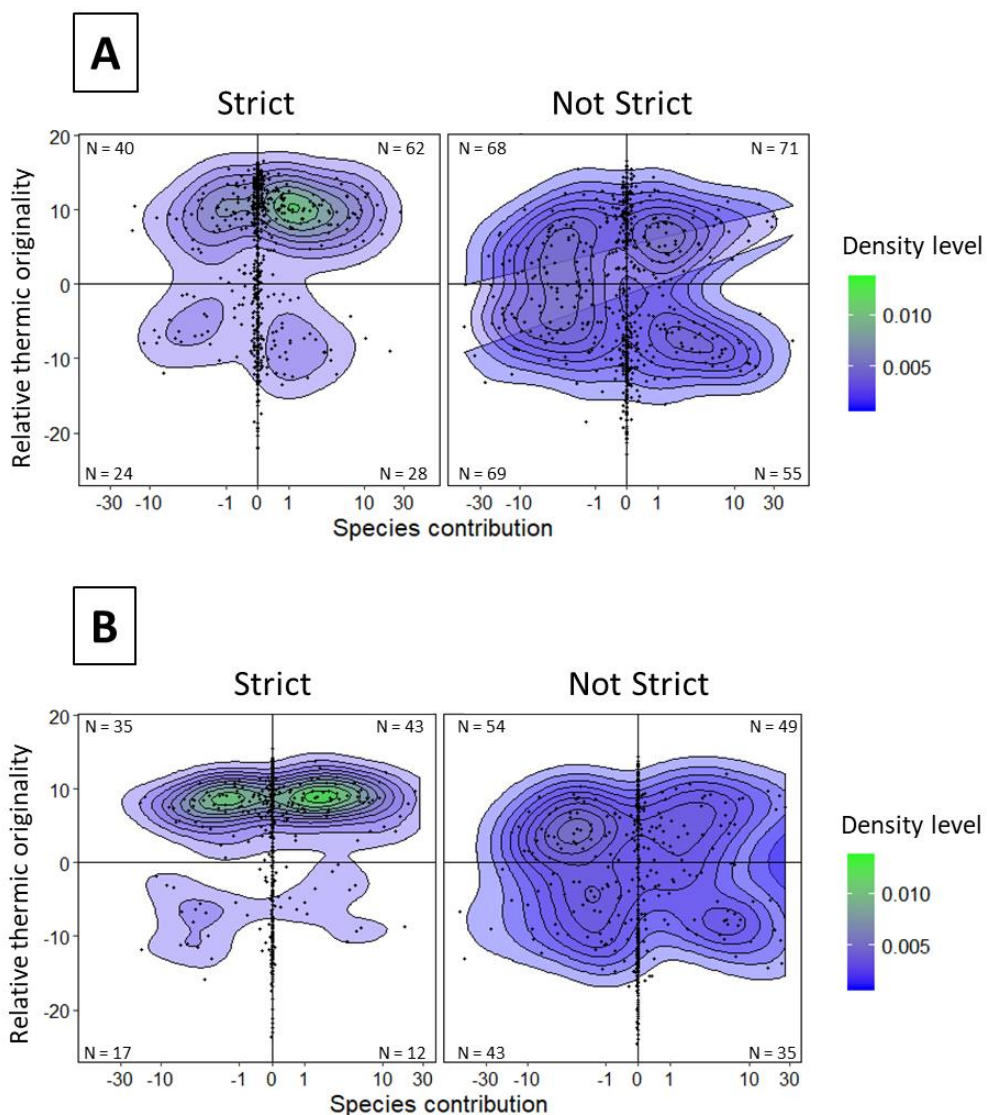 A
Strict
Not Strict
20
10
0
-10
-20
Relative thermic originality
N = 40
N = 62
N = 24
N = 28
N = 68
N = 71
N = 69
N = 55
-30 -10 -1 0 1 10 30
-30 -10 -1 0 1 10 30
Species contribution
Density level
0.010
0.005
B
Strict
Not Strict
20
10
0
-10
-20
Relative thermic originality
N = 35
N = 43
N = 17
N = 12
N = 54
N = 49
N = 43
N = 35
-30 -10 -1 0 1 10 30
-30 -10 -1 0 1 10 30
Species contribution
Density level
0.010
0.005